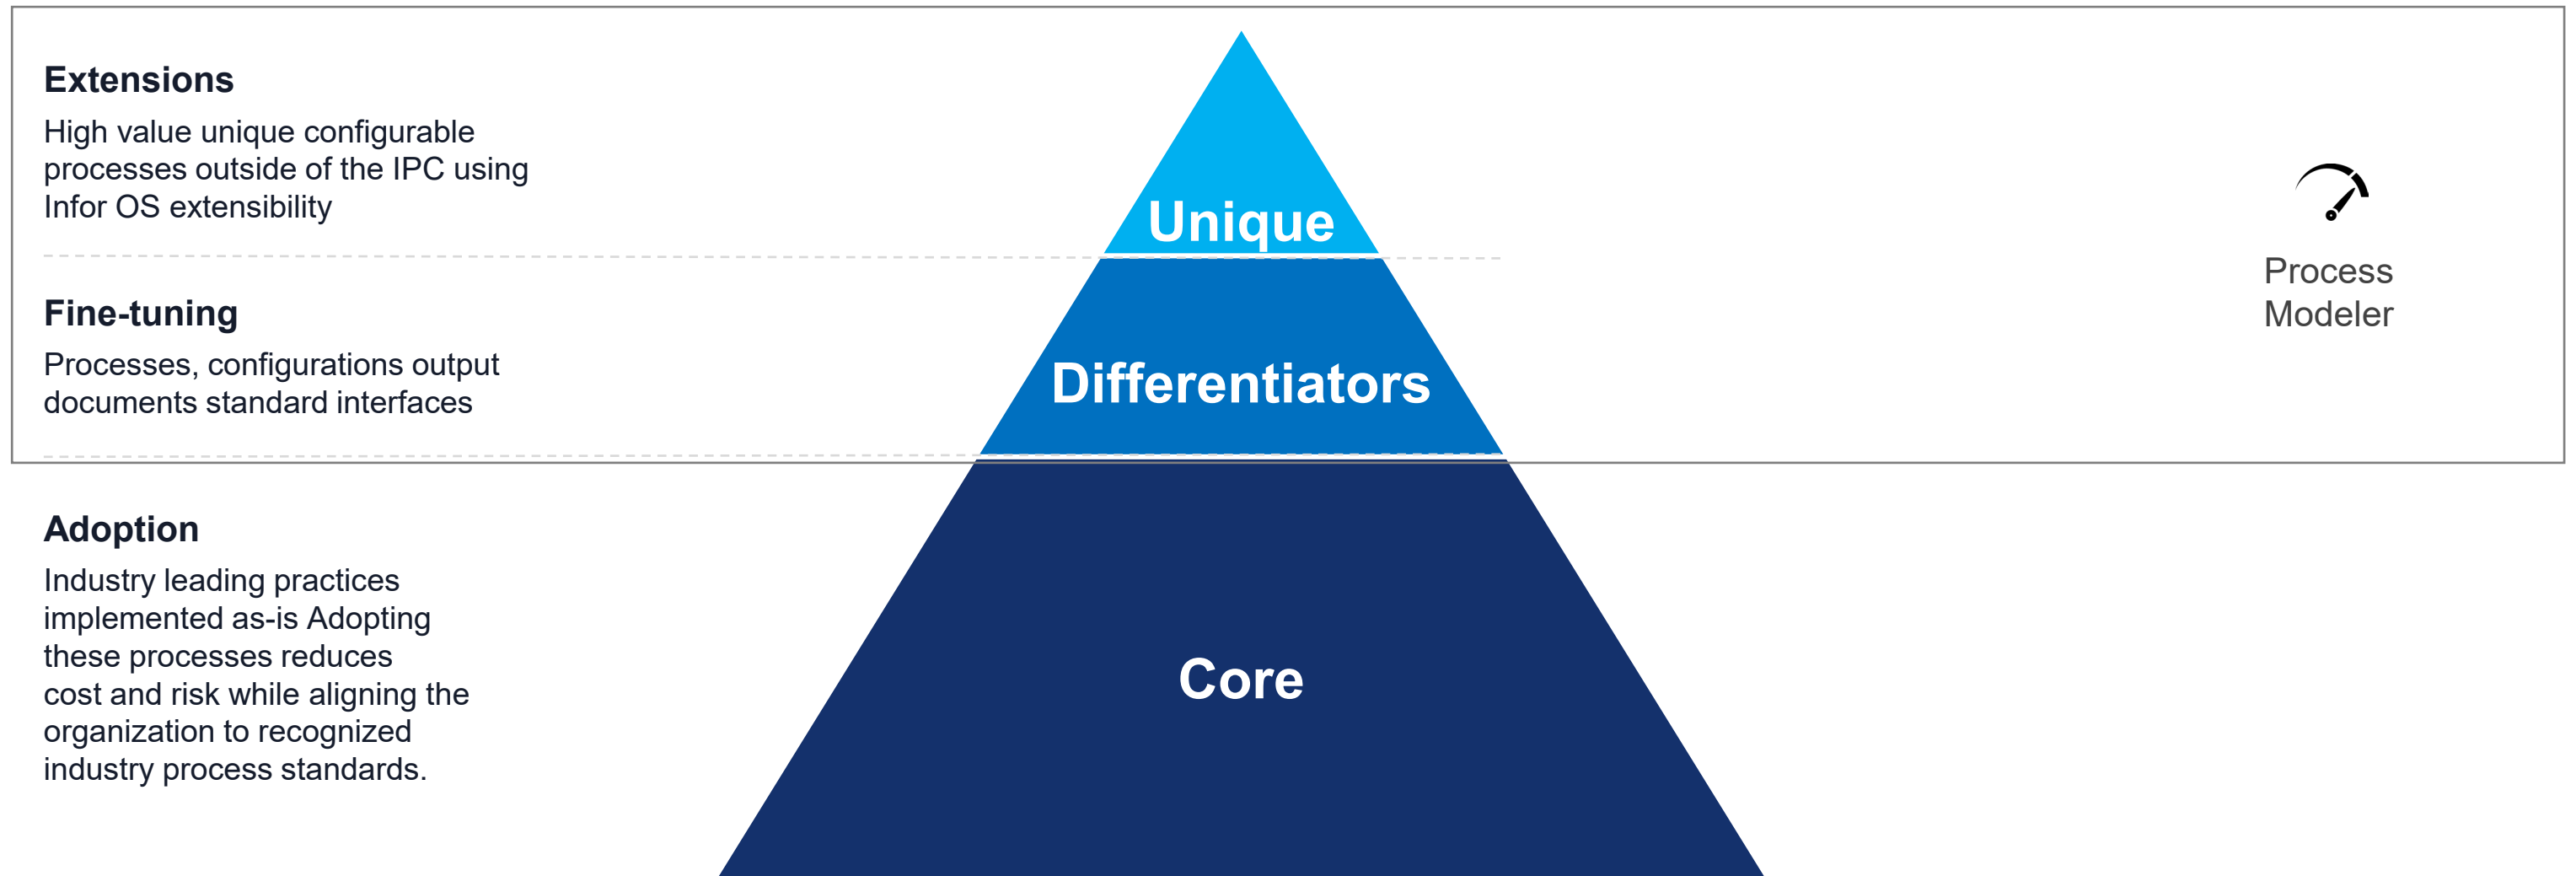 Extensions
High value unique configurable
processes outside of the IPC using
Infor OS extensibility
Unique
Process
Modeler
Fine-tuning
Processes, configurations output
documents standard interfaces
Differentiators
Adoption
Industry leading practices
implemented as-is Adopting
these processes reduces
cost and risk while aligning the
organization to recognized
industry process standards.
Core